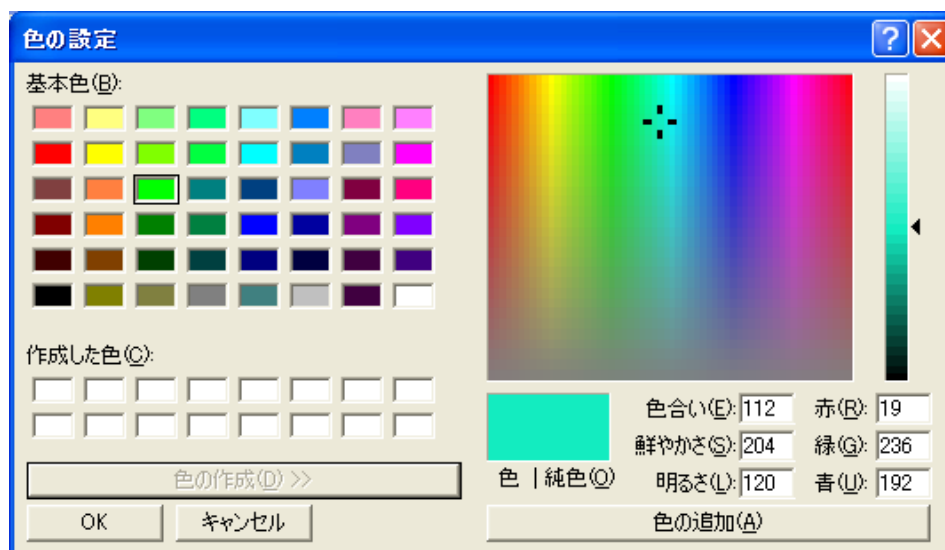 色の設定
基本色(B):
作成した色(C):
色の作成(D) >>
OK
キャンセル
色 | 純色(O)
色合い(E): 112
赤(R): 19
鮮やかさ(S): 204
緑(G): 236
明るさ(L): 120
青(U): 192
色の追加(A)